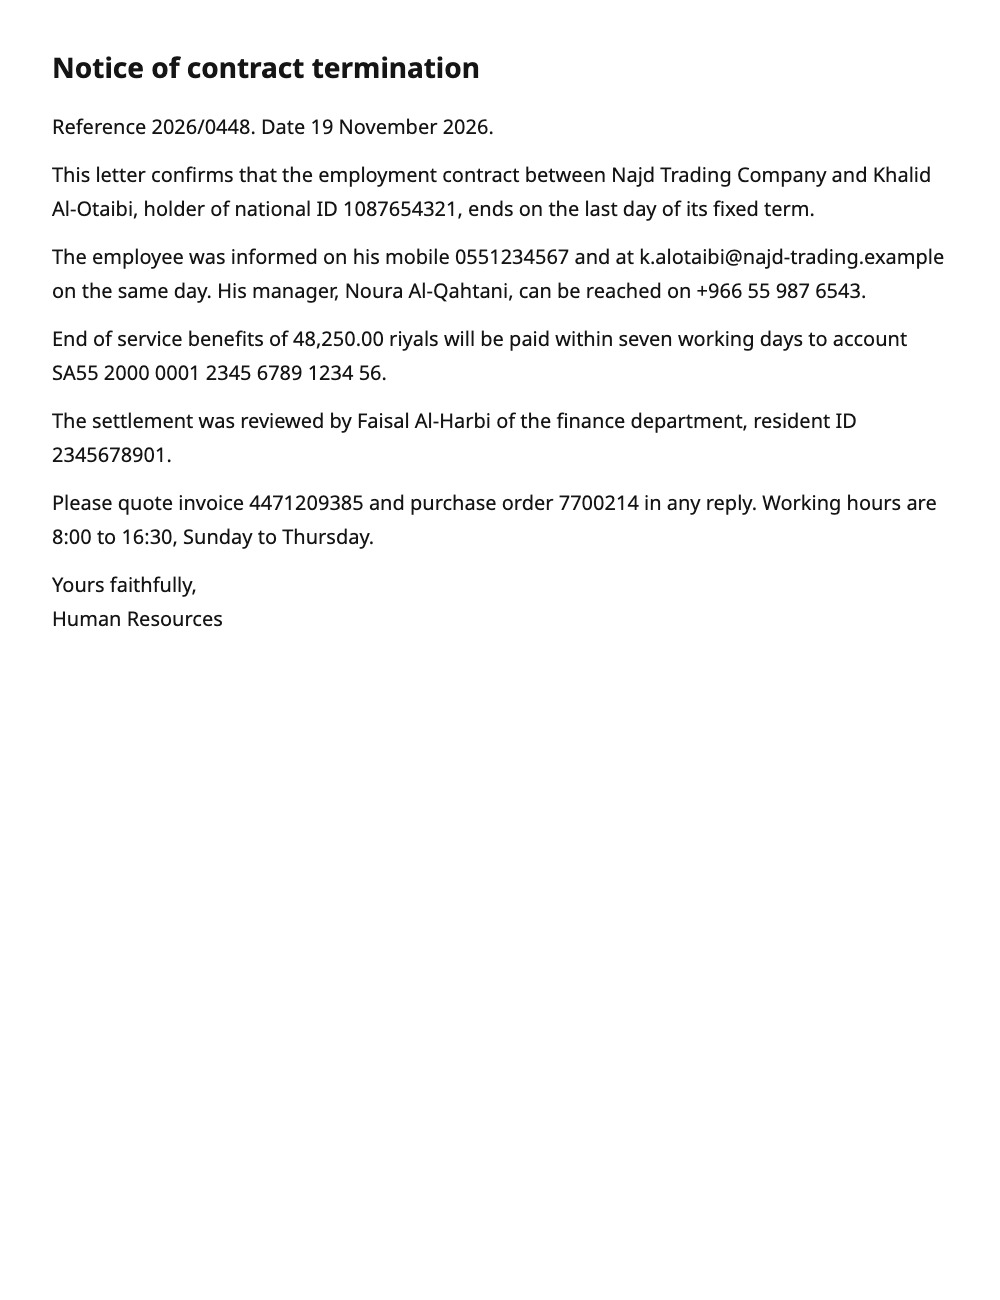 Notice of contract termination
Reference 2026/0448. Date 19 November 2026.
This letter confirms that the employment contract between Najd Trading Company and Khalid
Al-Otaibi, holder of national ID 1087654321, ends on the last day of its fixed term.
The employee was informed on his mobile 0551234567 and at k.alotaibi@najd-trading.example
on the same day. His manager, Noura Al-Qahtani, can be reached on +966 55 987 6543.
End of service benefits of 48,250.00 riyals will be paid within seven working days to account
SA55 2000 0001 2345 6789 1234 56.
The settlement was reviewed by Faisal Al-Harbi of the finance department, resident ID
2345678901.
Please quote invoice 4471209385 and purchase order 7700214 in any reply. Working hours are
8:00 to 16:30, Sunday to Thursday.
Yours faithfully,
Human Resources